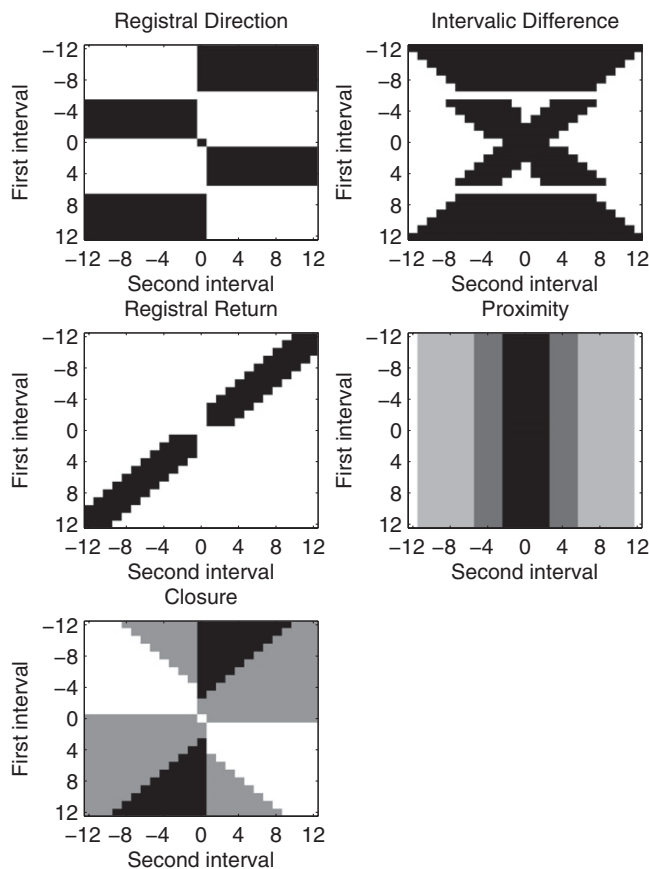 Registral Direction
Intervalic Difference
First interval
−12
−8
−4
0
4
8
12
−12 −8 −4 0 4 8 12
Second interval
First interval
−12
−8
−4
0
4
8
12
−12 −8 −4 0 4 8 12
Second interval
Registral Return
Proximity
First interval
−12
−8
−4
0
4
8
12
−12 −8 −4 0 4 8 12
Second interval
First interval
−12
−8
−4
0
4
8
12
−12 −8 −4 0 4 8 12
Second interval
Closure
First interval
−12
−8
−4
0
4
8
12
−12 −8 −4 0 4 8 12
Second interval